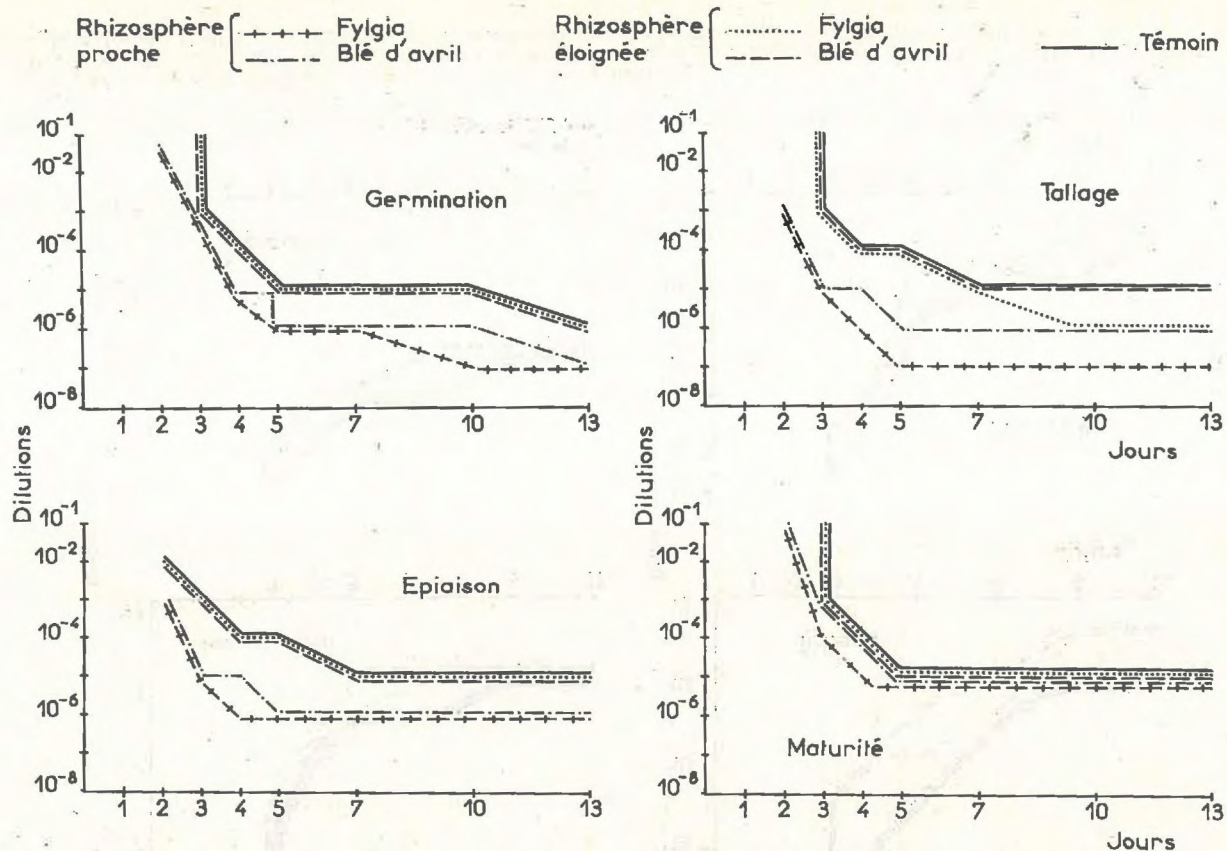 Rhizosphère proche
Fylgia
Blé d'avril
Rhizosphère éloignée
Fylgia
Blé d'avril
Témoin
10⁻¹
10⁻²
10⁻⁴
10⁻⁶
10⁻⁸
Germination
1 2 3 4 5 7 10 13
10⁻¹
10⁻²
10⁻⁴
10⁻⁶
10⁻⁸
Tallage
1 2 3 4 5 7 10 13
Jours
Dilutions
10⁻¹
10⁻²
10⁻⁴
10⁻⁶
10⁻⁸
Epiaison
1 2 3 4 5 7 10 13
Dilutions
10⁻¹
10⁻²
10⁻⁴
10⁻⁶
10⁻⁸
Maturité
1 2 3 4 5 7 10 13
Jours